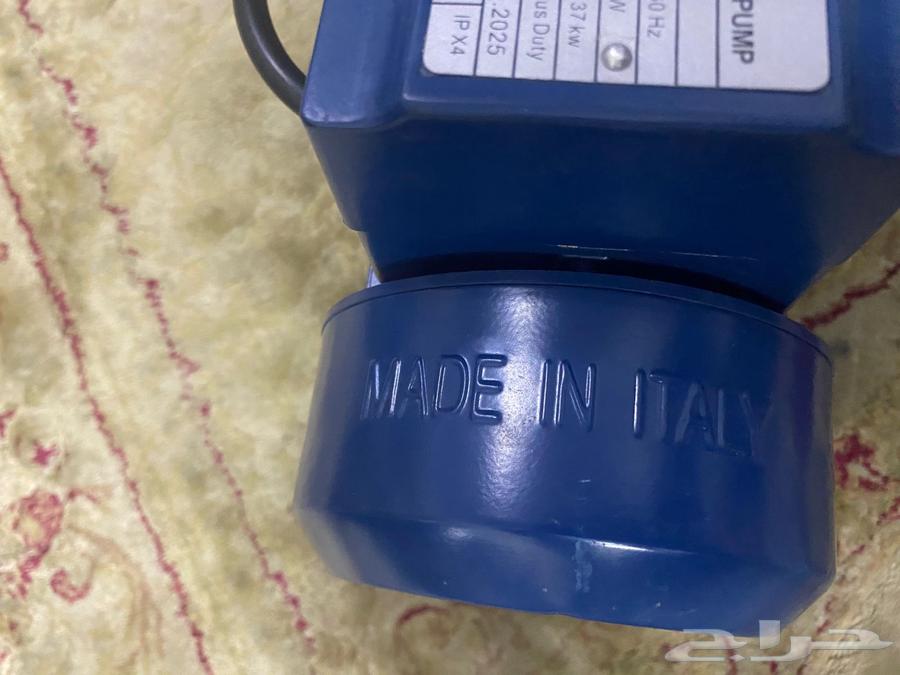 PUMP
0 Hz
W
37 kw
us Duty
.2025
IP X4
MADE IN ITALY
حراج